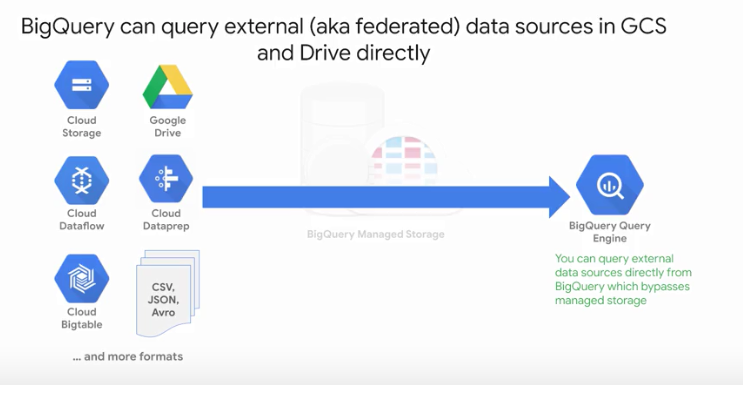 BigQuery can query external (aka federated) data sources in GCS
and Drive directly
Cloud
Storage
Google
Drive
Cloud
Dataflow
Cloud
Dataprep
Cloud
Bigtable
CSV,
JSON,
Avro
... and more formats
BigQuery Managed Storage
BigQuery Query
Engine
You can query external
data sources directly from
BigQuery which bypasses
managed storage